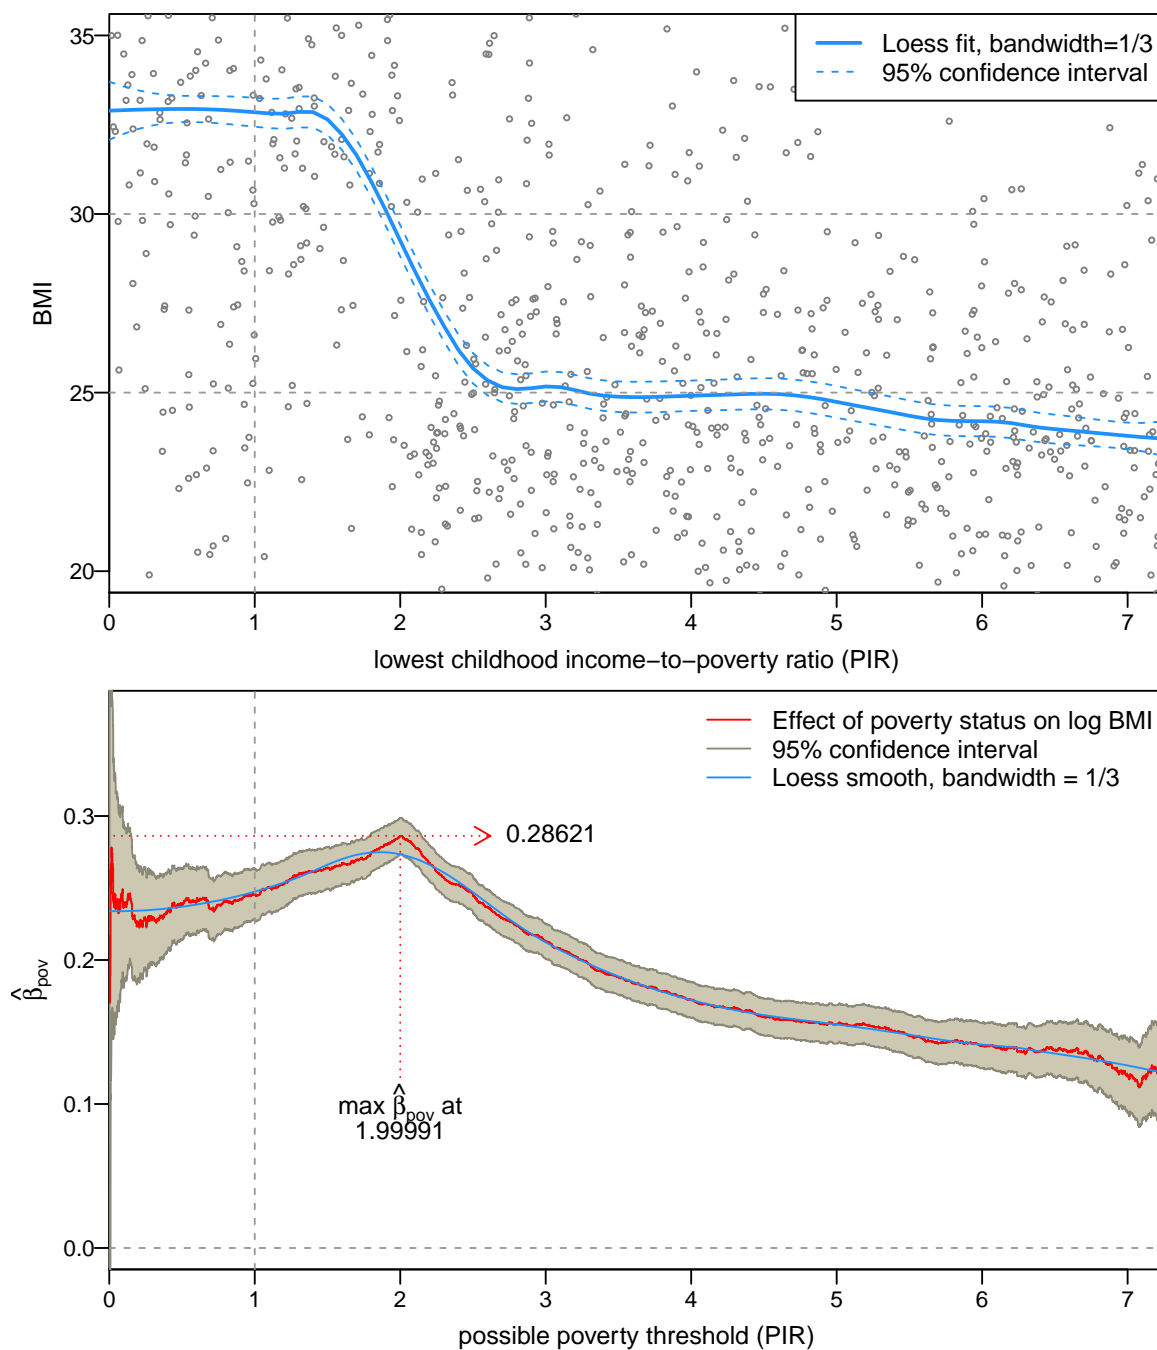 Loess fit, bandwidth=1/3
95% confidence interval
35
30
25
20
BMI
0 1 2 3 4 5 6 7
lowest childhood income−to−poverty ratio (PIR)
Effect of poverty status on log BMI
95% confidence interval
Loess smooth, bandwidth = 1/3
0.3
0.2
0.1
0.0
β̂pov
0.28621
max β̂pov at
1.99991
0 1 2 3 4 5 6 7
possible poverty threshold (PIR)